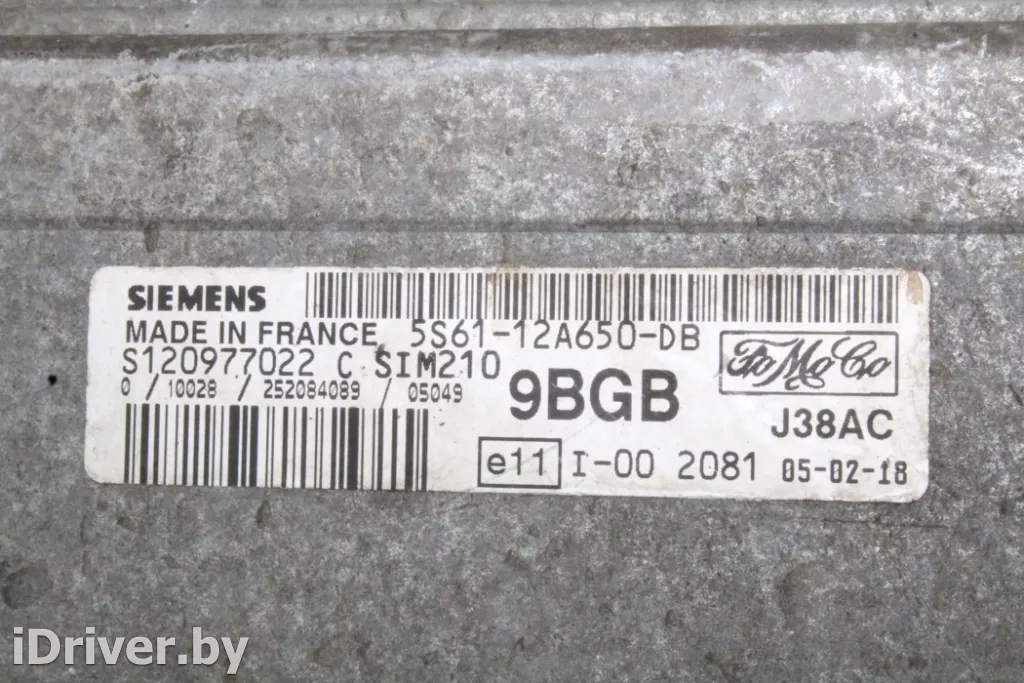 SIEMENS
MADE IN FRANCE 5S61-12A650-DB
S120977022 C SIM210
0 / 10028 / 252084089 / 05049
9BGB
FoMoCo
J38AC
e11 I-00 2081 05-02-18
iDriver.by